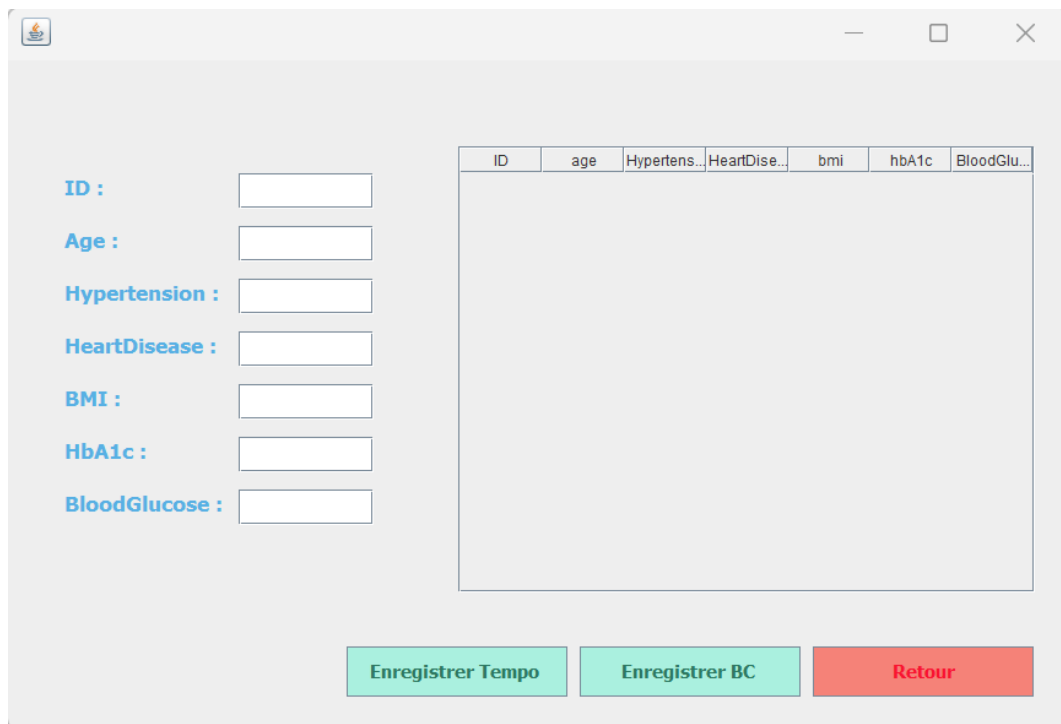 ID age Hypertens... HeartDise... bmi hbA1c BloodGlu...
ID :
Age :
Hypertension :
HeartDisease :
BMI :
HbA1c :
BloodGlucose :
Enregistrer Tempo Enregistrer BC Retour